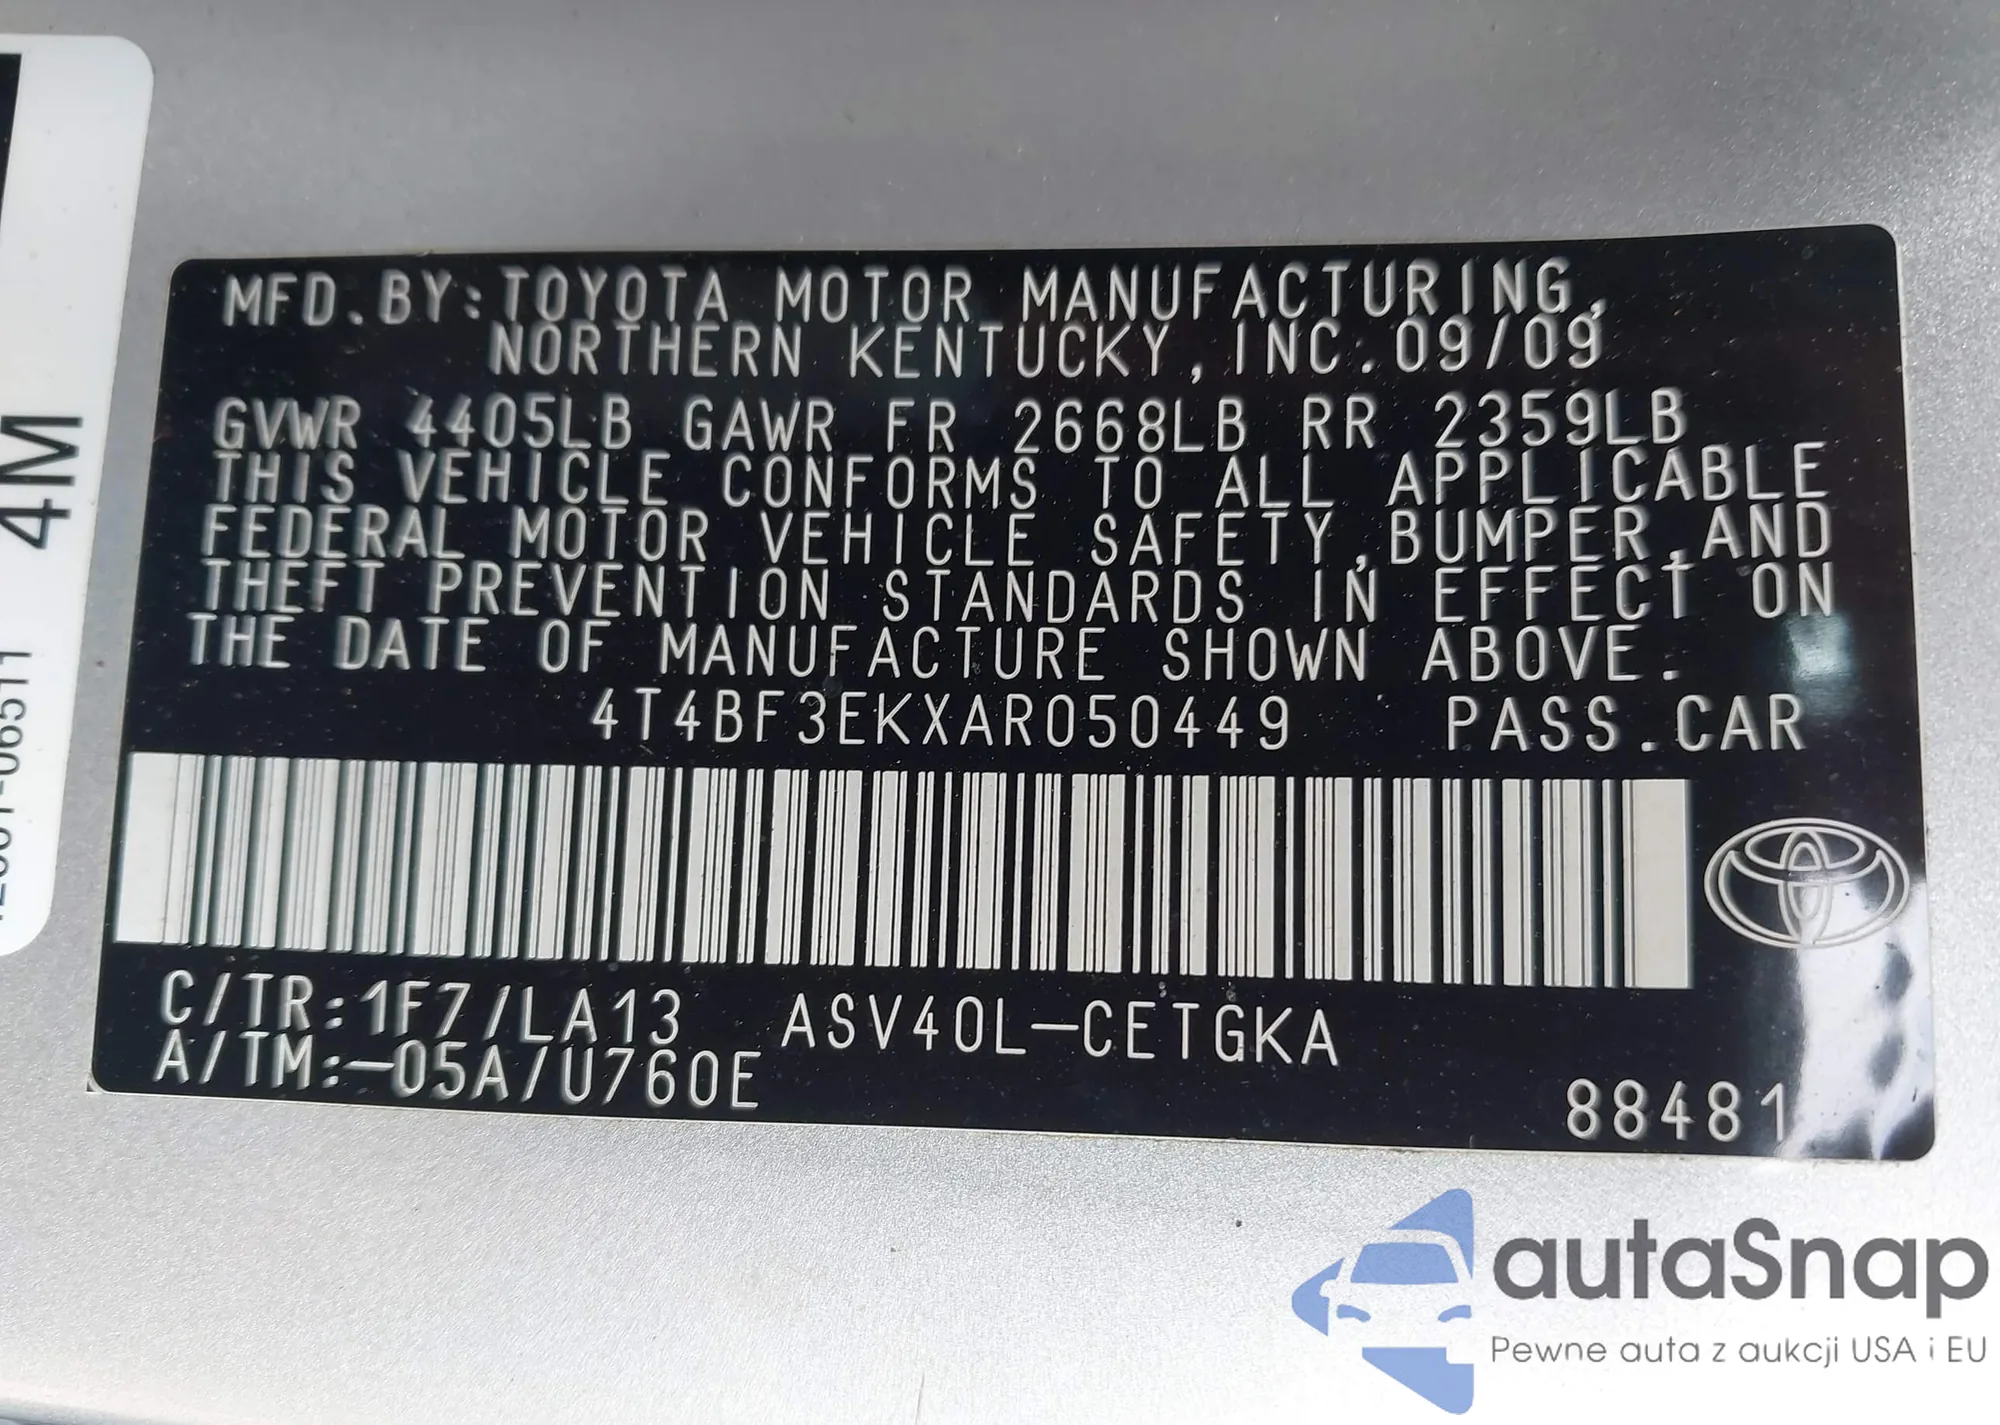 MFD.BY:TOYOTA MOTOR MANUFACTURING,
NORTHERN KENTUCKY,INC.09/09
GVWR 4405LB GAWR FR 2668LB RR 2359LB
THIS VEHICLE CONFORMS TO ALL APPLICABLE
FEDERAL MOTOR VEHICLE SAFETY,BUMPER,AND
THEFT PREVENTION STANDARDS IN EFFECT ON
THE DATE OF MANUFACTURE SHOWN ABOVE.
4T4BF3EKXAR050449 PASS.CAR
C/TR:1F7/LA13 ASV40L-CETGKA
A/TM:-05A/U760E
88481
4M
autaSnap
Pewne auta z aukcji USA i EU